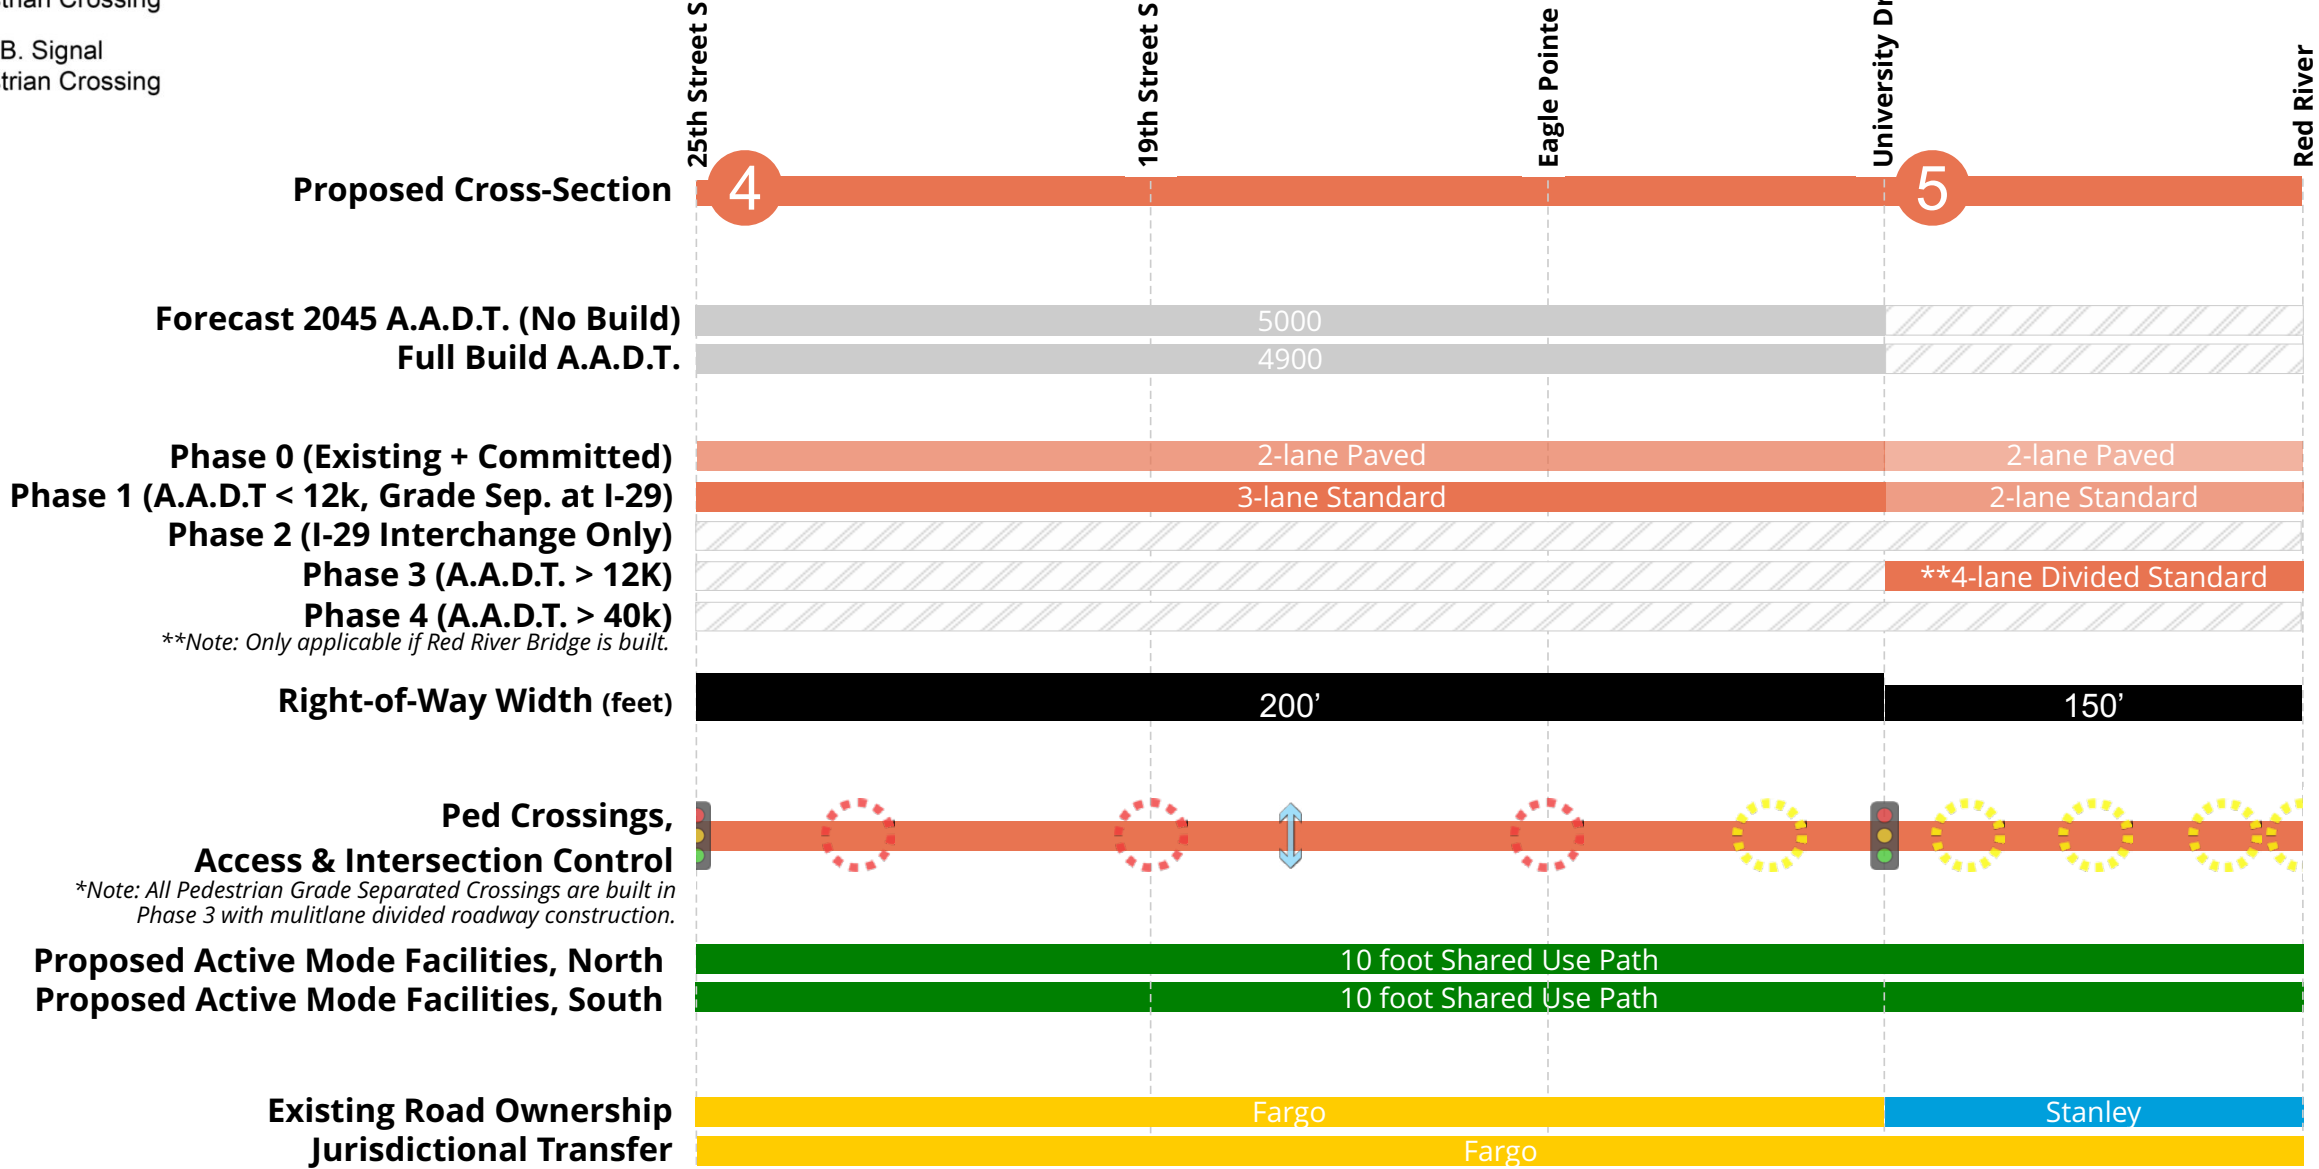 B. Signal
trian Crossing
25th Street S
19th Street S
Eagle Pointe
University Dr
Red River
Proposed Cross-Section
4
5
Forecast 2045 A.A.D.T. (No Build)
5000
Full Build A.A.D.T.
4900
Phase 0 (Existing + Committed)
2-lane Paved
2-lane Paved
Phase 1 (A.A.D.T < 12k, Grade Sep. at I-29)
3-lane Standard
2-lane Standard
Phase 2 (I-29 Interchange Only)
Phase 3 (A.A.D.T. > 12K)
**4-lane Divided Standard
Phase 4 (A.A.D.T. > 40k)
**Note: Only applicable if Red River Bridge is built.
Right-of-Way Width (feet)
200’
150’
Ped Crossings,
Access & Intersection Control
*Note: All Pedestrian Grade Separated Crossings are built in
Phase 3 with mulitlane divided roadway construction.
Proposed Active Mode Facilities, North
10 foot Shared Use Path
Proposed Active Mode Facilities, South
10 foot Shared Use Path
Existing Road Ownership
Fargo
Stanley
Jurisdictional Transfer
Fargo